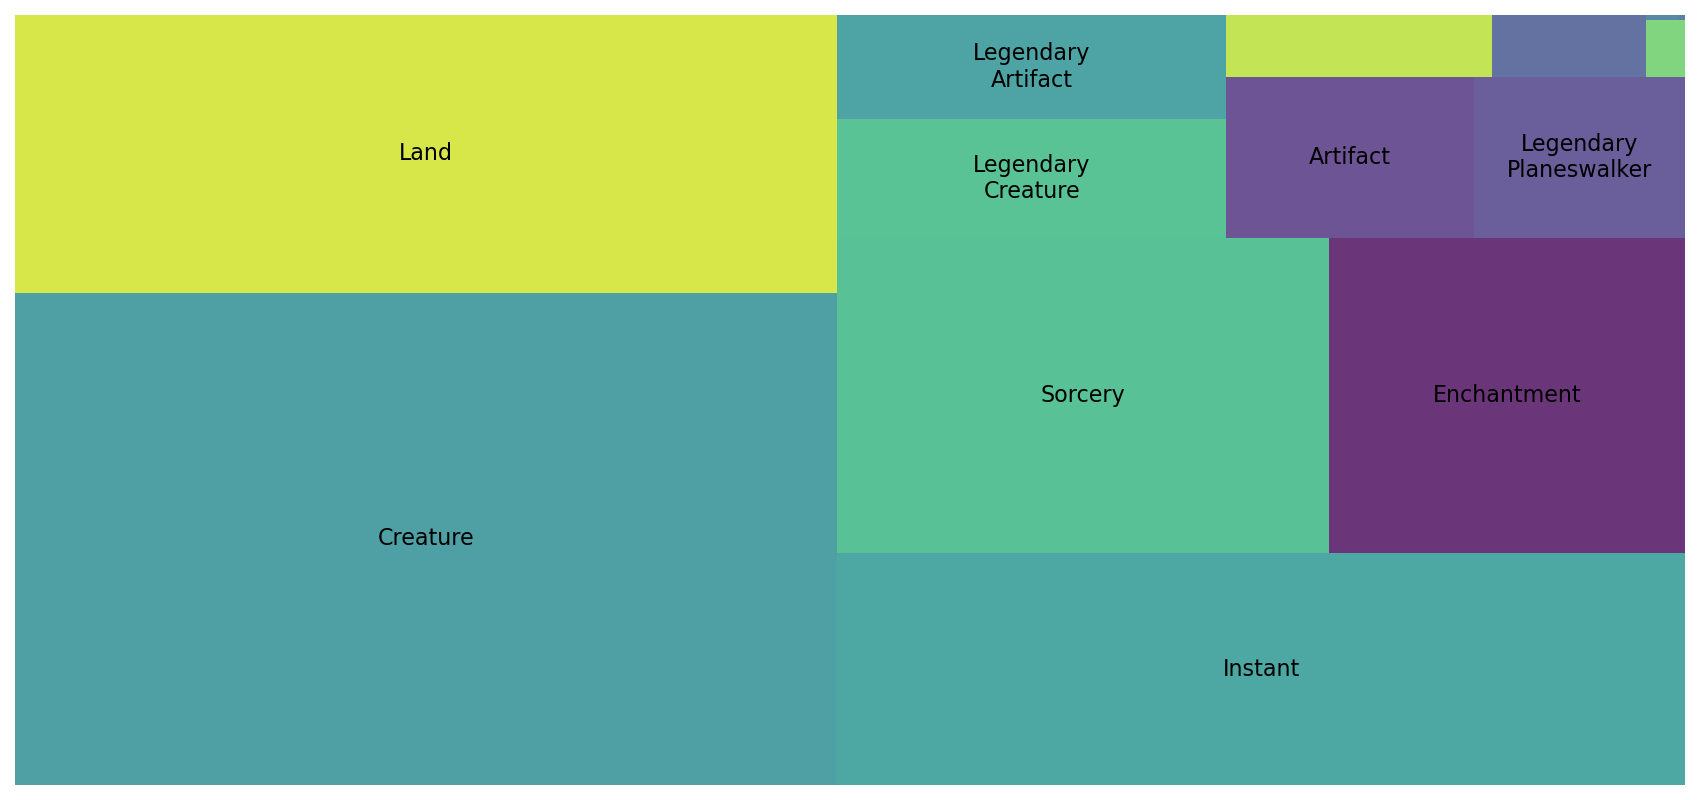 Land
Creature
Legendary
Artifact
Legendary
Creature
Artifact
Legendary
Planeswalker
Sorcery
Enchantment
Instant